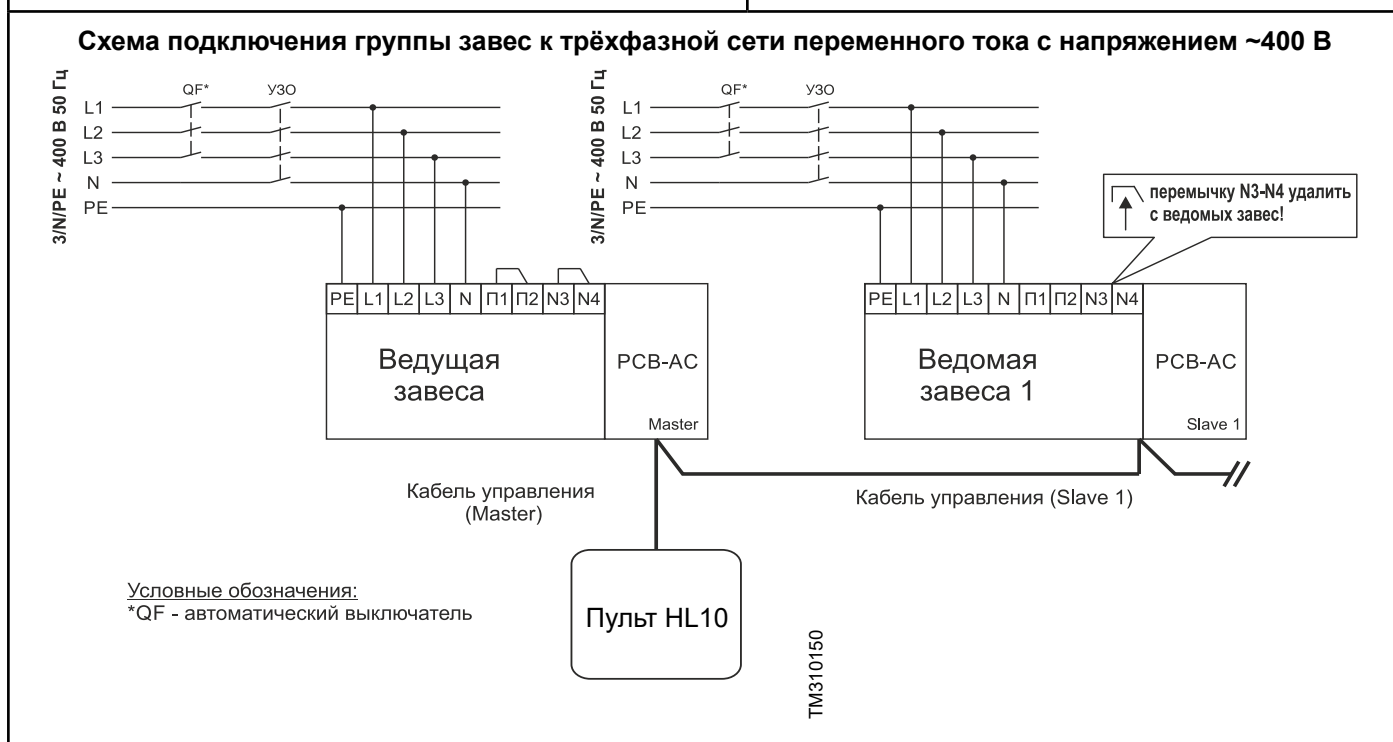 Схема подключения группы завес к трёхфазной сети переменного тока с напряжением ~400 В
3/N/PE ~ 400 В 50 Гц
QF*
УЗО
L1
L2
L3
N
PE
3/N/PE ~ 400 В 50 Гц
QF*
УЗО
L1
L2
L3
N
PE
перемычку N3-N4 удалить
с ведомых завес!
PE L1 L2 L3 N П1 П2 N3 N4
Ведущая
завеса
PCB-AC
Master
PE L1 L2 L3 N П1 П2 N3 N4
Ведомая
завеса 1
PCB-AC
Slave 1
Кабель управления
(Master)
Кабель управления (Slave 1)
Условные обозначения:
*QF - автоматический выключатель
Пульт HL10
TM310150